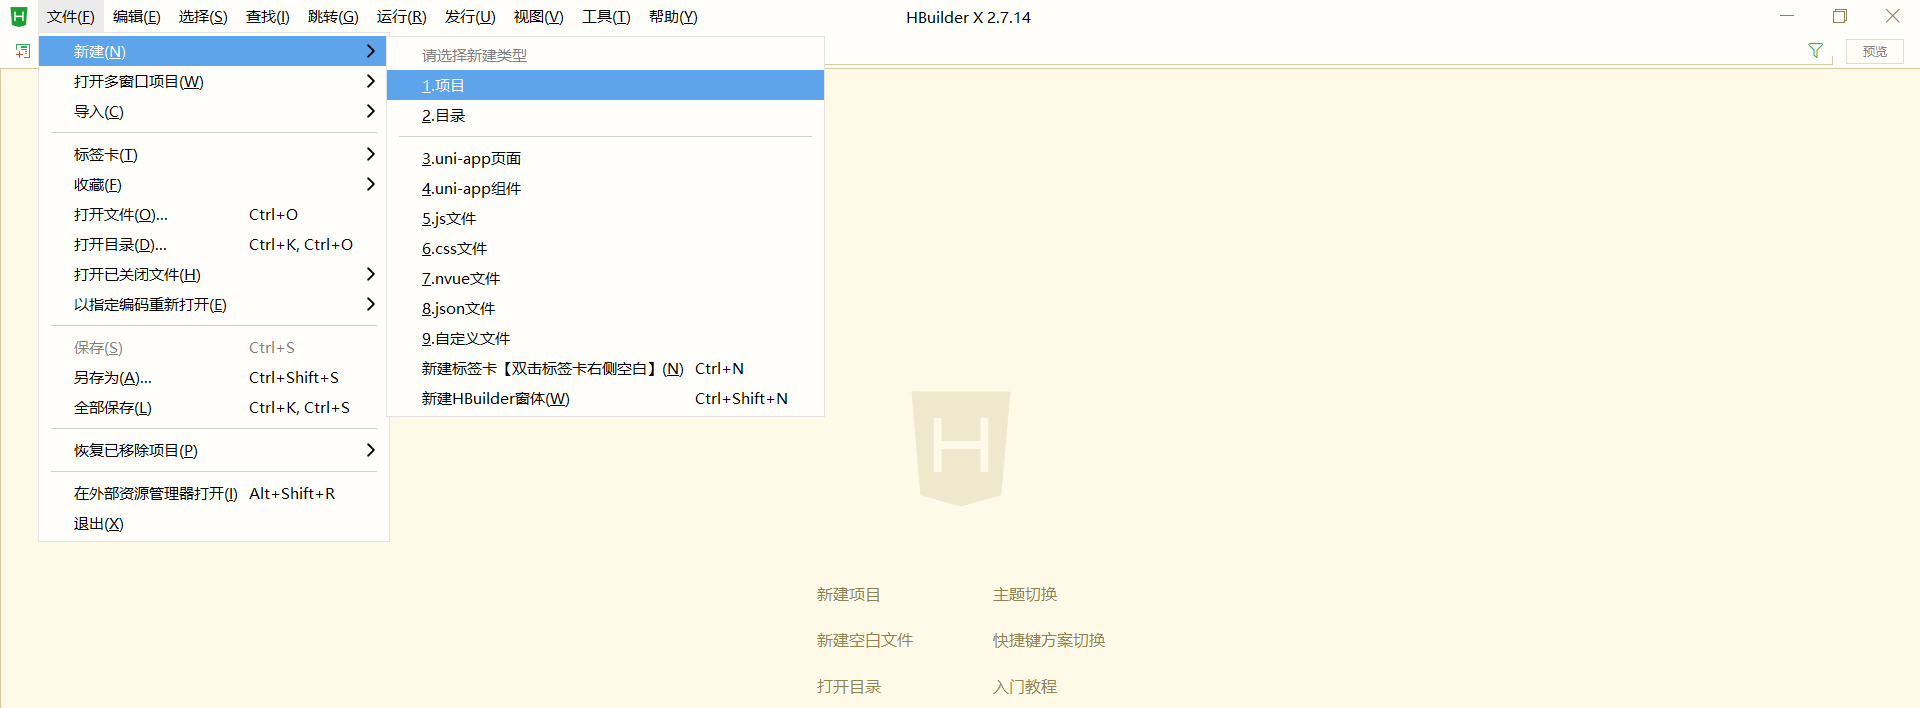 文件(F) 编辑(E) 选择(S) 查找(I) 跳转(G) 运行(R) 发行(U) 视图(V) 工具(T) 帮助(Y) HBuilder X 2.7.14
预览
新建(N)
打开多窗口项目(W)
导入(C)
标签卡(T)
收藏(F)
打开文件(O)... Ctrl+O
打开目录(D)... Ctrl+K, Ctrl+O
打开已关闭文件(H)
以指定编码重新打开(E)
保存(S) Ctrl+S
另存为(A)... Ctrl+Shift+S
全部保存(L) Ctrl+K, Ctrl+S
恢复已移除项目(P)
在外部资源管理器打开(I) Alt+Shift+R
退出(X)
请选择新建类型
1.项目
2.目录
3.uni-app页面
4.uni-app组件
5.js文件
6.css文件
7.nvue文件
8.json文件
9.自定义文件
新建标签卡【双击标签卡右侧空白】(N) Ctrl+N
新建HBuilder窗体(W) Ctrl+Shift+N
H
新建项目 主题切换
新建空白文件 快捷键方案切换
打开目录 入门教程